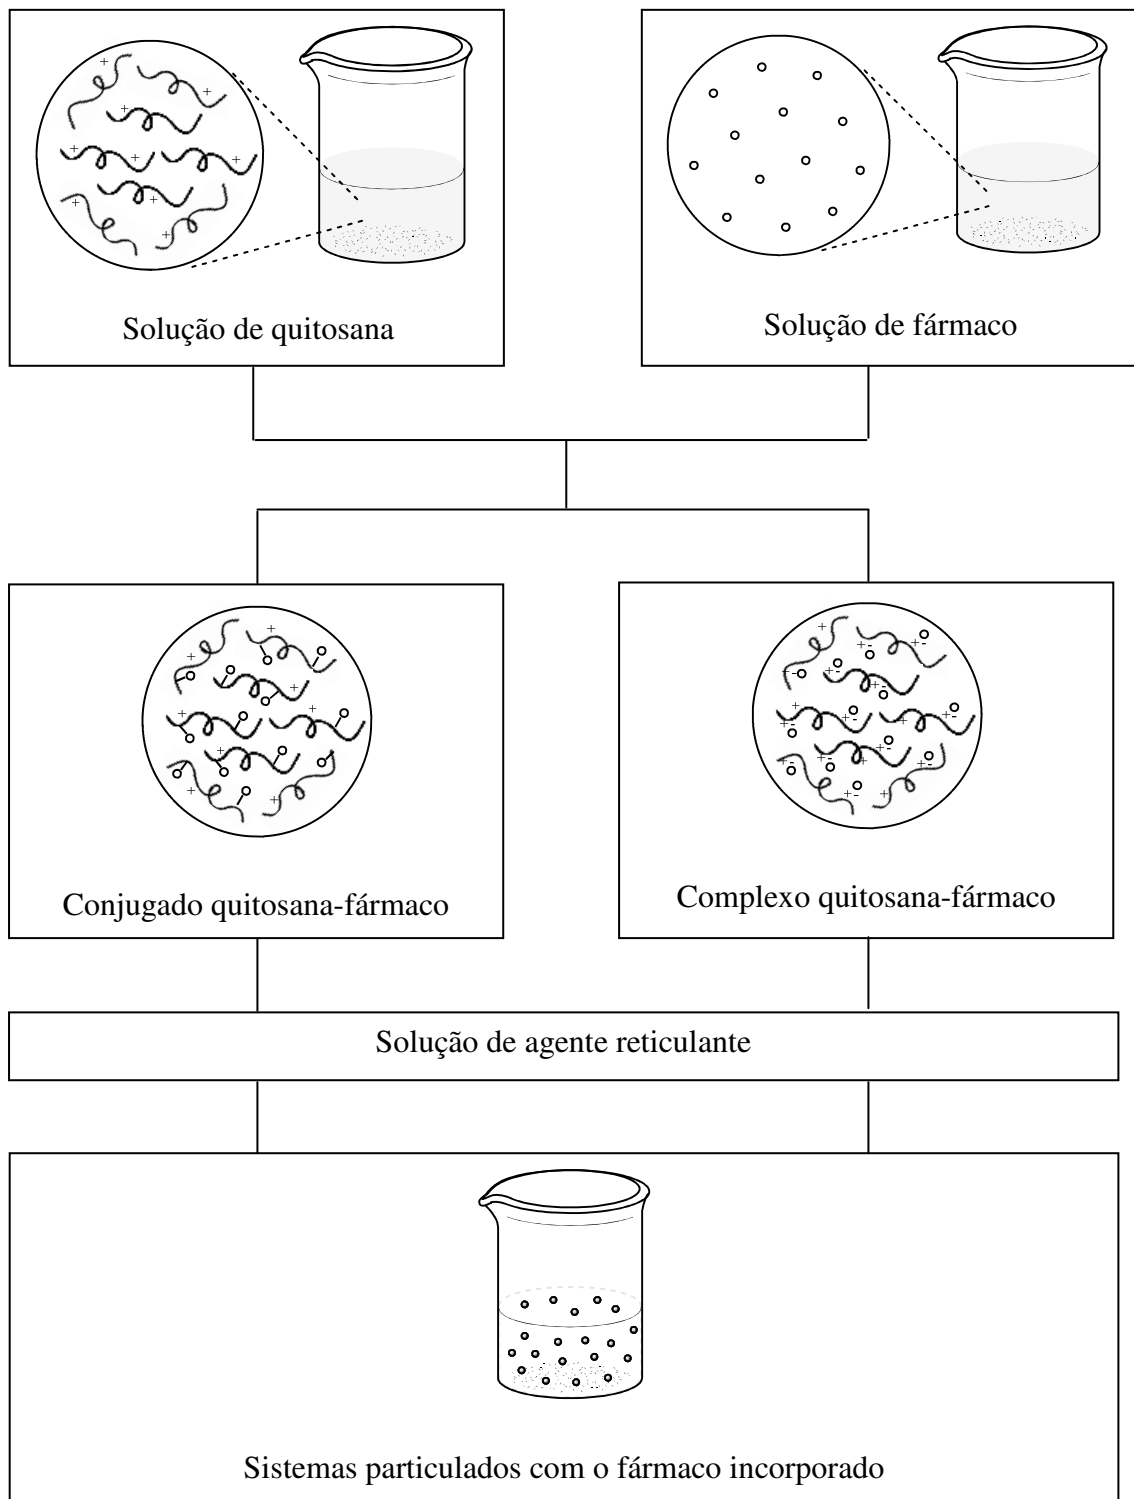 Solução de quitosana
Solução de fármaco
Conjugado quitosana-fármaco
Complexo quitosana-fármaco
Solução de agente reticulante
Sistemas particulados com o fármaco incorporado